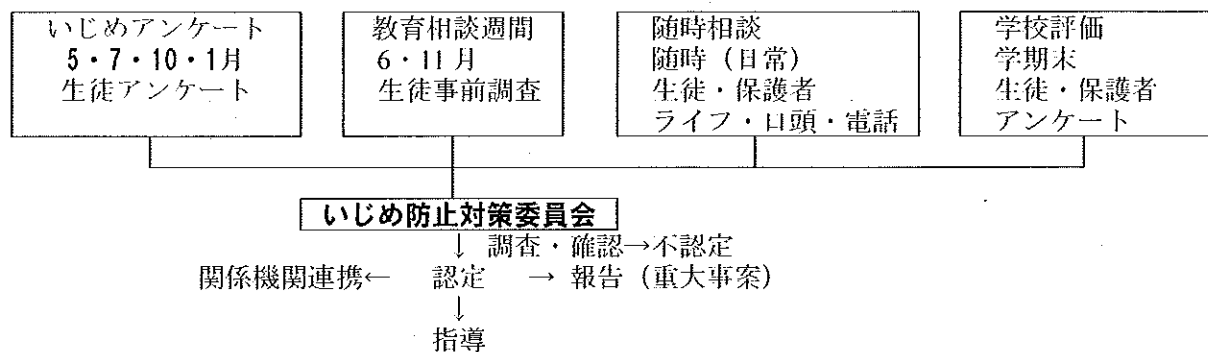 いじめアンケート
5・7・10・1月
生徒アンケート
教育相談週間
6・11月
生徒事前調査
随時相談
随時（日常）
生徒・保護者
ライフ・口頭・電話
学校評価
学期末
生徒・保護者
アンケート
いじめ防止対策委員会
↓ 調査・確認→不認定
関係機関連携← 認定 → 報告（重大事案）
↓
指導